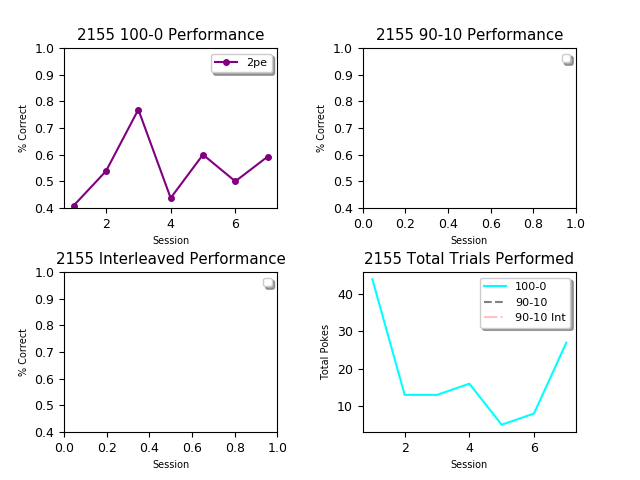 2155 100-0 Performance
% Correct
1.0
0.9
0.8
0.7
0.6
0.5
0.4
2pe
2 4 6
Session
2155 90-10 Performance
% Correct
1.0
0.9
0.8
0.7
0.6
0.5
0.4
0.0 0.2 0.4 0.6 0.8 1.0
Session
2155 Interleaved Performance
% Correct
1.0
0.9
0.8
0.7
0.6
0.5
0.4
0.0 0.2 0.4 0.6 0.8 1.0
Session
2155 Total Trials Performed
Total Pokes
40
30
20
10
100-0
90-10
90-10 Int
2 4 6
Session